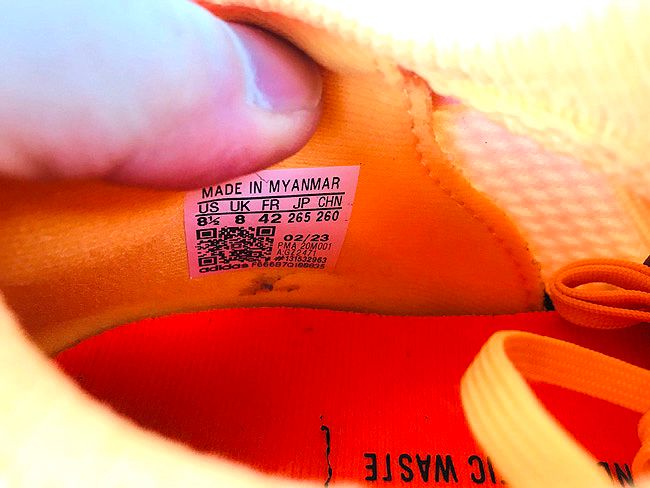 MADE IN MYANMAR
US UK FR JP CHN
8½ 8 42 265 260
02/23
PMA 20M001
adidas
IC WASTE